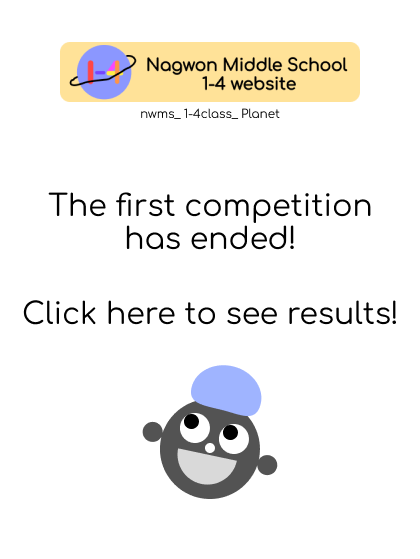 1-4
Nagwon Middle School
1-4 website
nwms_ 1-4class_ Planet
The first competition
has ended!
Click here to see results!